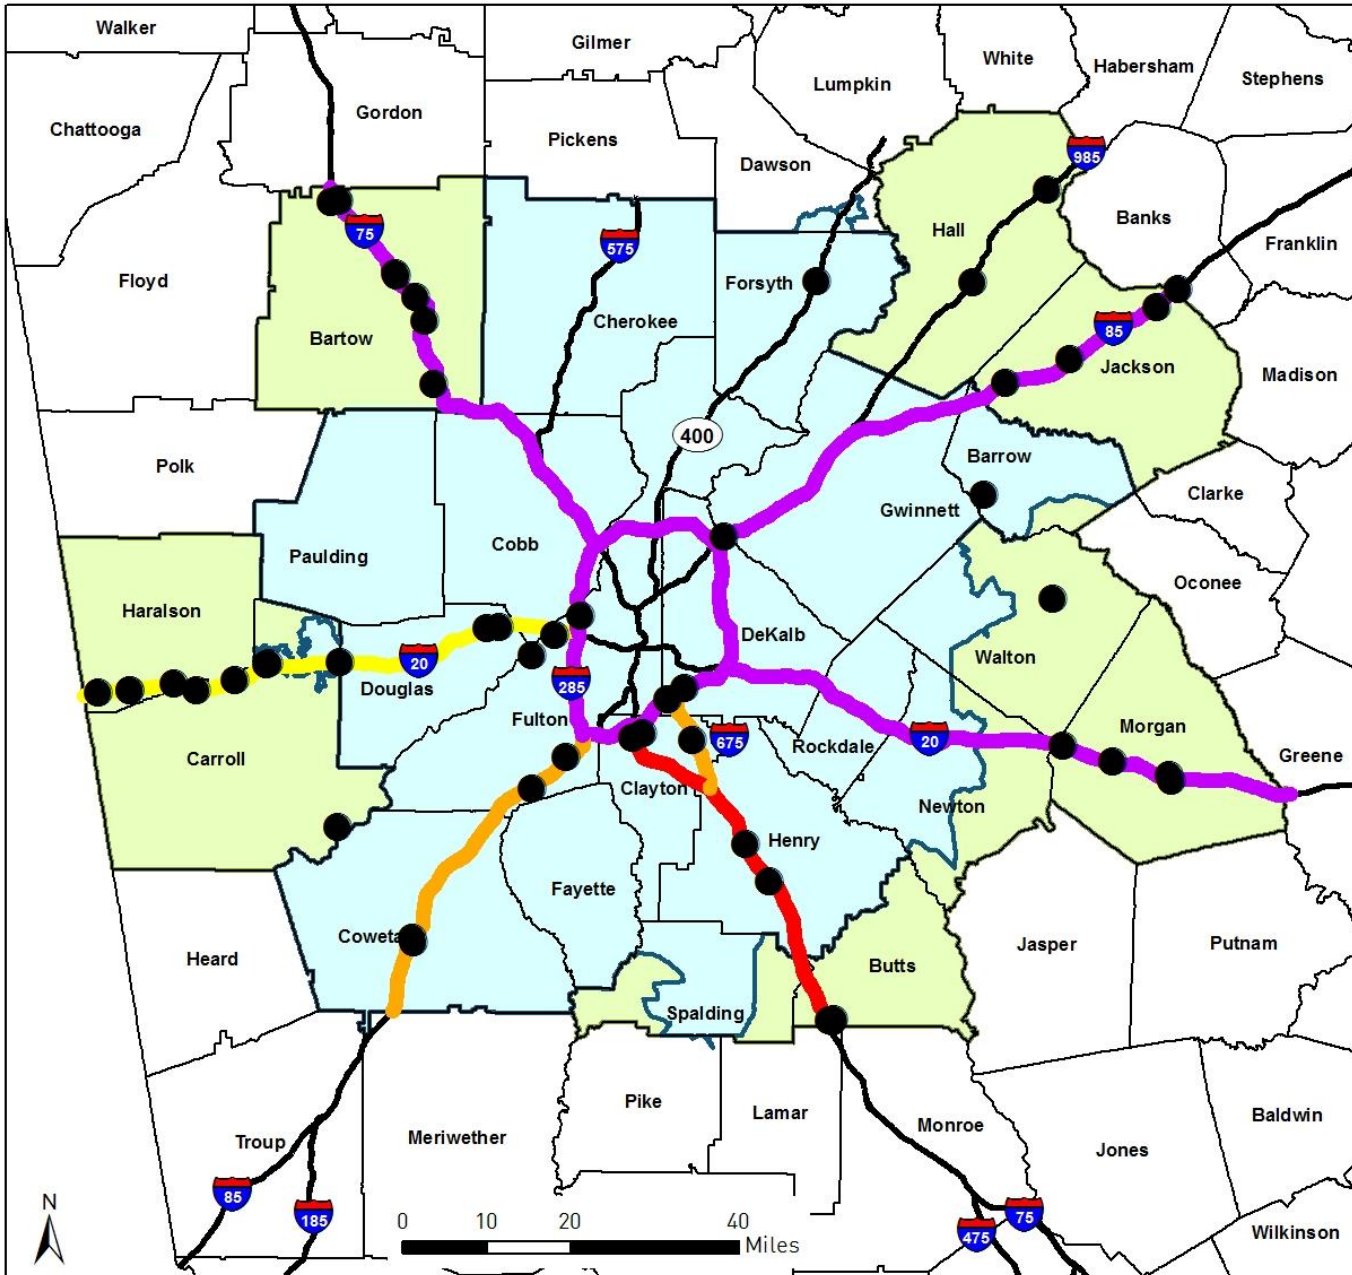 Walker
Gilmer
White
Habersham
Stephens
Lumpkin
Gordon
Chattooga
Pickens
Dawson
985
Banks
Hall
75
575
Franklin
Floyd
Forsyth
Cherokee
85
Bartow
Jackson
Madison
400
Polk
Barrow
Clarke
Gwinnett
Cobb
Paulding
Oconee
Haralson
DeKalb
Walton
20
Douglas
285
Fulton
Morgan
675
20
Rockdale
Carroll
Greene
Clayton
Newton
Henry
Fayette
Coweta
Jasper
Putnam
Heard
Butts
Spalding
Pike
Lamar
Baldwin
Monroe
Meriwether
Troup
Jones
85
185
75
475
Wilkinson
N
0 10 20 40
Miles